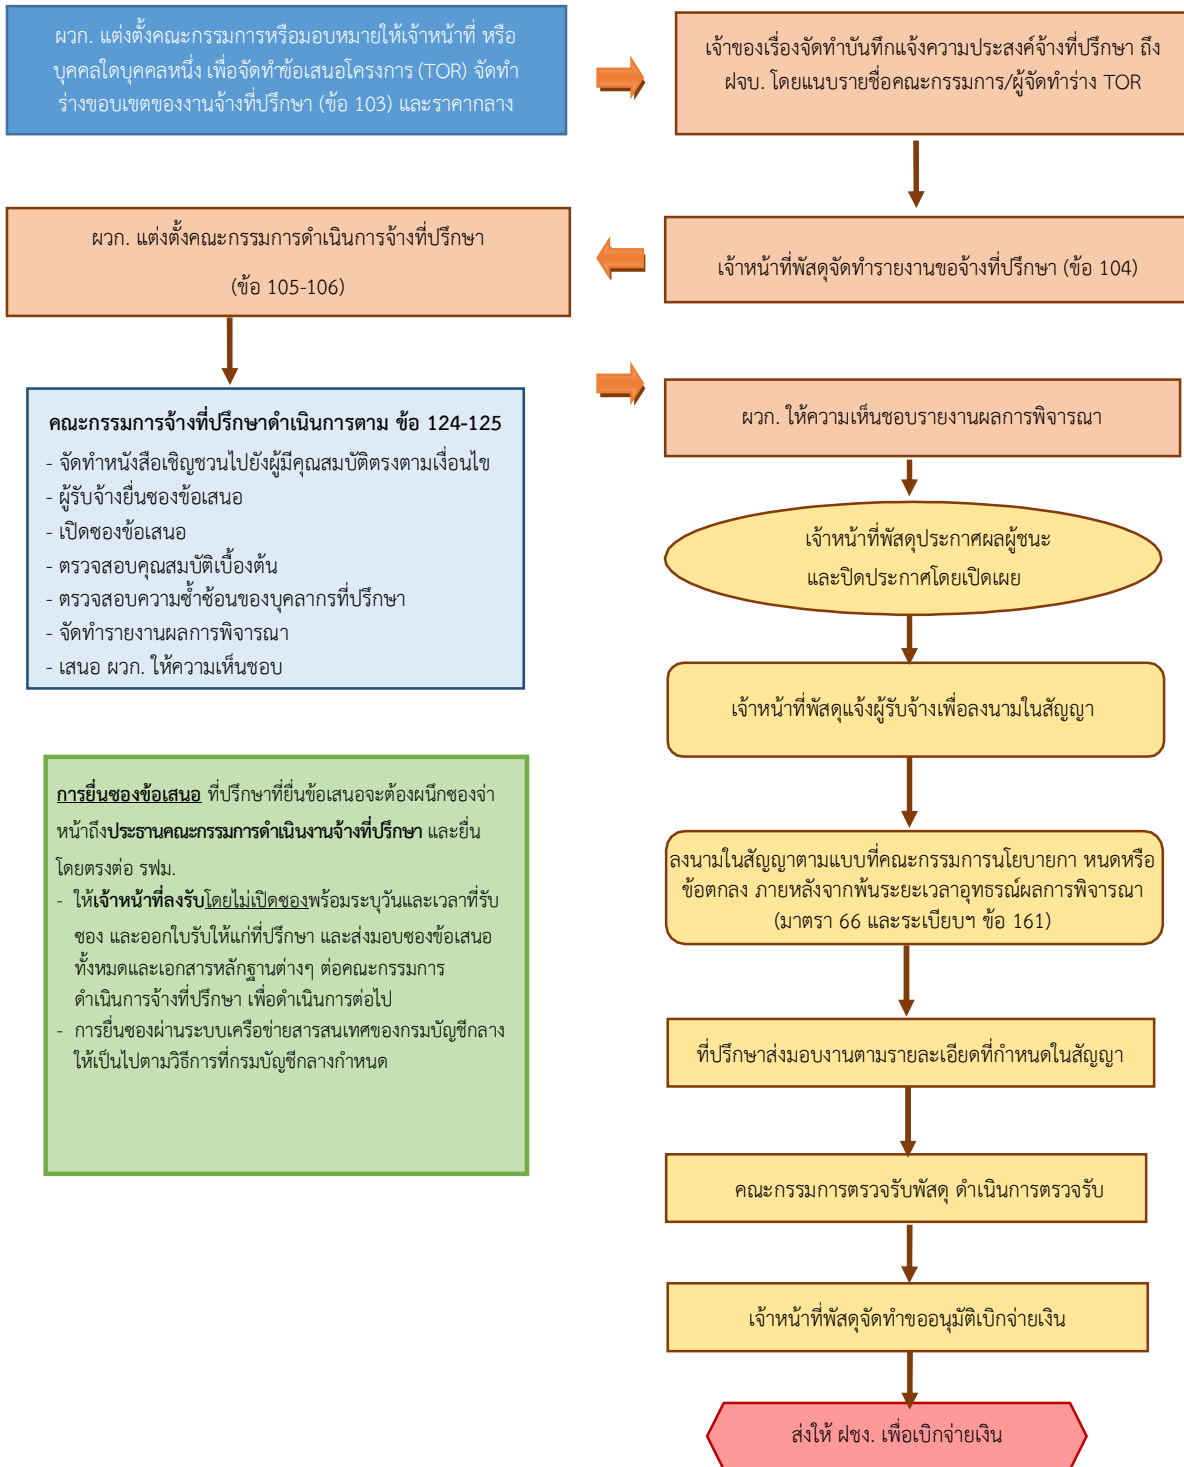 ผวก. แต่งตั้งคณะกรรมการหรือมอบหมายให้เจ้าหน้าที่ หรือ
บุคคลใดบุคคลหนึ่ง เพื่อจัดทำข้อเสนอโครงการ (TOR) จัดทำ
ร่างขอบเขตของงานจ้างที่ปรึกษา (ข้อ 103) และราคากลาง
เจ้าของเรื่องจัดทำบันทึกแจ้งความประสงค์จ้างที่ปรึกษา ถึง
ฝจบ. โดยแนบรายชื่อคณะกรรมการ/ผู้จัดทำร่าง TOR
เจ้าหน้าที่พัสดุจัดทำรายงานขอจ้างที่ปรึกษา (ข้อ 104)
ผวก. แต่งตั้งคณะกรรมการดำเนินการจ้างที่ปรึกษา
(ข้อ 105-106)
คณะกรรมการจ้างที่ปรึกษาดำเนินการตาม ข้อ 124-125
- จัดทำหนังสือเชิญชวนไปยังผู้มีคุณสมบัติตรงตามเงื่อนไข
- ผู้รับจ้างยื่นซองข้อเสนอ
- เปิดซองข้อเสนอ
- ตรวจสอบคุณสมบัติเบื้องต้น
- ตรวจสอบความซ้ำซ้อนของบุคลากรที่ปรึกษา
- จัดทำรายงานผลการพิจารณา
- เสนอ ผวก. ให้ความเห็นชอบ
ผวก. ให้ความเห็นชอบรายงานผลการพิจารณา
เจ้าหน้าที่พัสดุประกาศผลผู้ชนะ
และปิดประกาศโดยเปิดเผย
เจ้าหน้าที่พัสดุแจ้งผู้รับจ้างเพื่อลงนามในสัญญา
ลงนามในสัญญาตามแบบที่คณะกรรมการนโยบายกา หนดหรือ
ข้อตกลง ภายหลังจากพ้นระยะเวลาอุทธรณ์ผลการพิจารณา
(มาตรา 66 และระเบียบฯ ข้อ 161)
ที่ปรึกษาส่งมอบงานตามรายละเอียดที่กำหนดในสัญญา
คณะกรรมการตรวจรับพัสดุ ดำเนินการตรวจรับ
เจ้าหน้าที่พัสดุจัดทำขออนุมัติเบิกจ่ายเงิน
ส่งให้ ฝชง. เพื่อเบิกจ่ายเงิน
การยื่นซองข้อเสนอ ที่ปรึกษาที่ยื่นข้อเสนอจะต้องผนึกซองจ่า
หน้าถึงประธานคณะกรรมการดำเนินงานจ้างที่ปรึกษา และยื่น
โดยตรงต่อ รฟม.
- ให้เจ้าหน้าที่ลงรับโดยไม่เปิดซองพร้อมระบุวันและเวลาที่รับ
ซอง และออกใบรับให้แก่ที่ปรึกษา และส่งมอบซองข้อเสนอ
ทั้งหมดและเอกสารหลักฐานต่างๆ ต่อคณะกรรมการ
ดำเนินการจ้างที่ปรึกษา เพื่อดำเนินการต่อไป
- การยื่นซองผ่านระบบเครือข่ายสารสนเทศของกรมบัญชีกลาง
ให้เป็นไปตามวิธีการที่กรมบัญชีกลางกำหนด